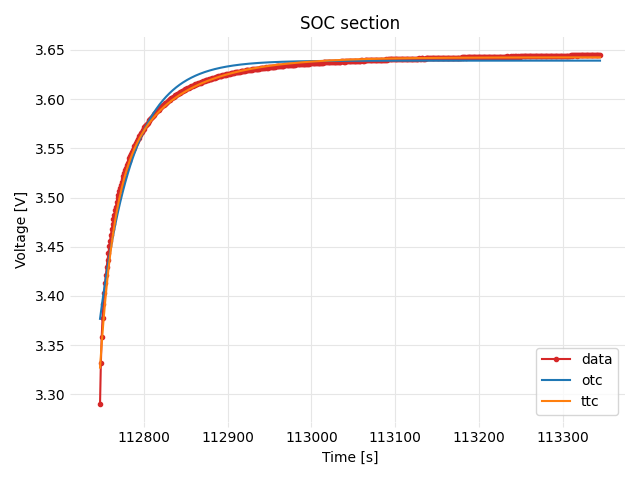 SOC section
Voltage [V]
3.65
3.60
3.55
3.50
3.45
3.40
3.35
3.30
data
otc
ttc
112800 112900 113000 113100 113200 113300
Time [s]